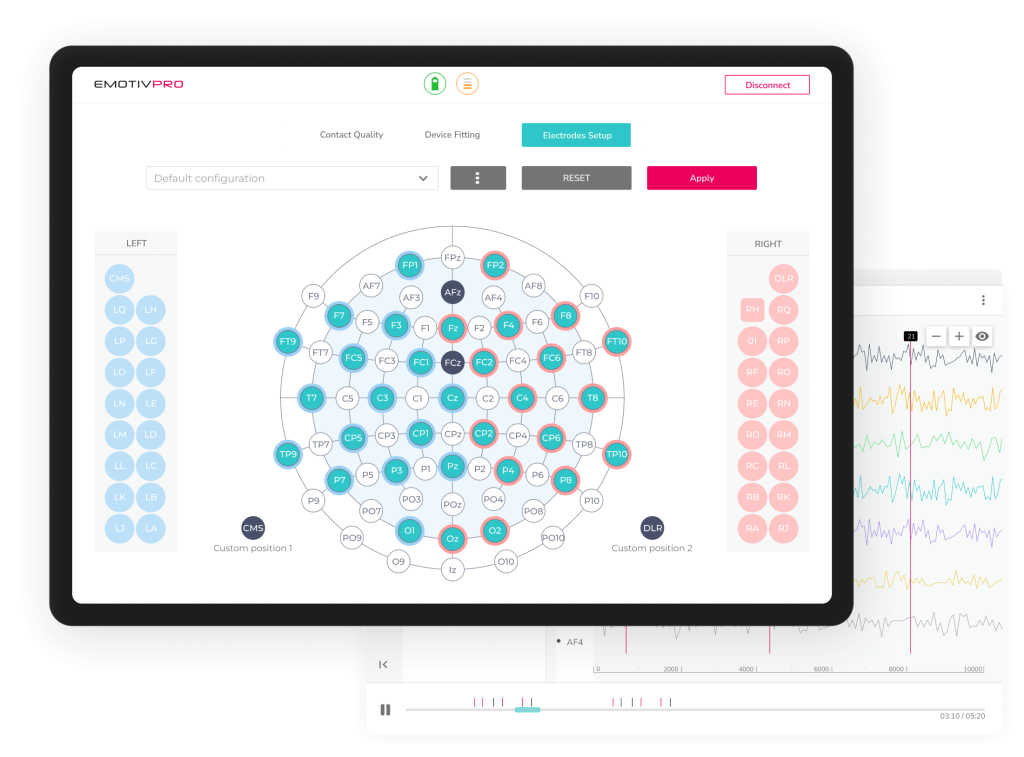 EMOTIVPRO
Disconnect
Contact Quality Device Fitting Electrodes Setup
Default configuration RESET Apply
LEFT
CMS
LQ LH
LP LG
LO LF
LN LE
LM LD
LL LC
LK LB
LJ LA
FPz
FP1 FP2
AF7 AFz AF8
F9 AF3 AF4 F10
F7 F5 F3 F1 Fz F2 F4 F6 F8
FT9 FT10
FT7 FC5 FC3 FC1 FCz FC2 FC4 FC6 FT8
T7 C5 C3 C1 Cz C2 C4 C6 T8
TP7 CP5 CP3 CP1 CPz CP2 CP4 CP6 TP8
TP9 TP10
P7 P5 P3 P1 Pz P2 P4 P6 P8
P9 PO3 POz PO4 P10
PO7 PO8
O1 Oz O2
PO9 PO10
O9 Iz O10
CMS
Custom position 1
DLR
Custom position 2
RIGHT
DLR
RH RQ
01 RP
RF RO
RE RN
RD RM
RC RL
RB RK
RA RJ
21
AF4
0 2000 4000 6000 8000 10000
03:10 / 05:20